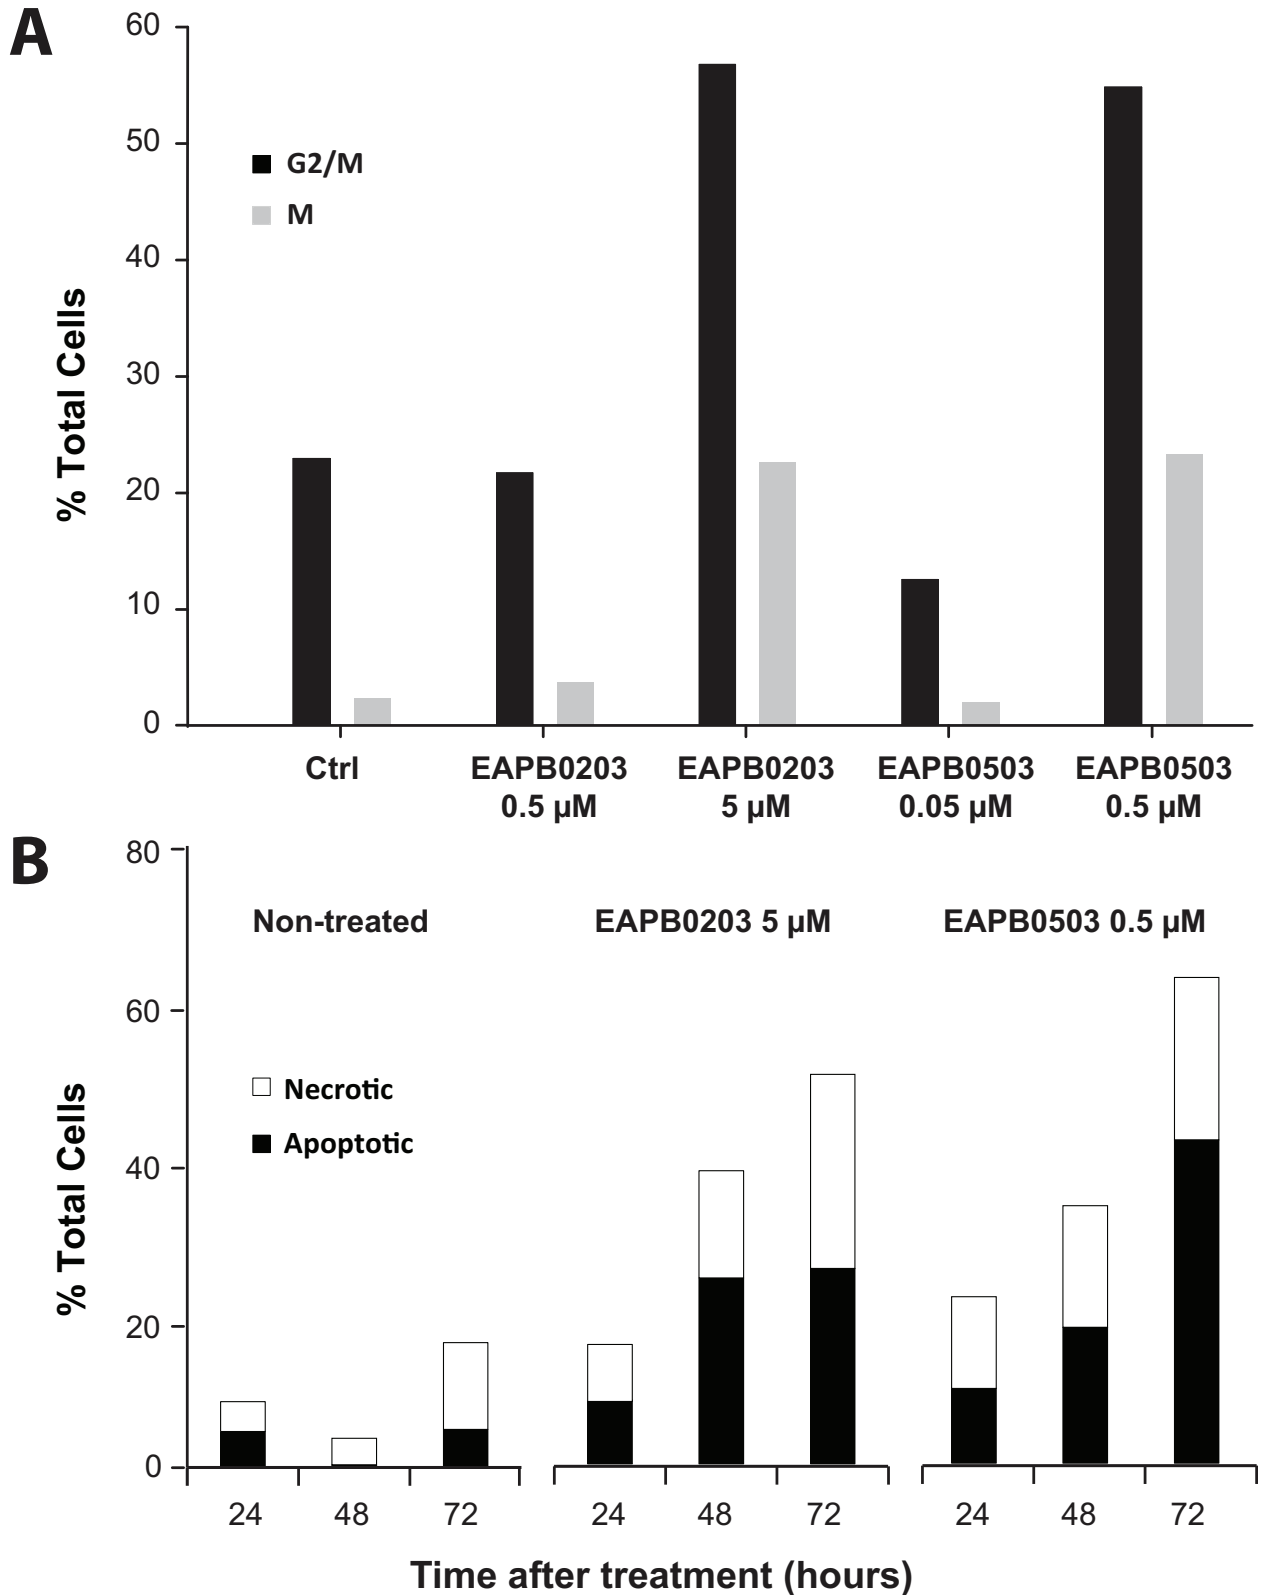 A
60
50
40
30
20
10
0
% Total Cells
G2/M
M
Ctrl
EAPB0203
0.5 µM
EAPB0203
5 µM
EAPB0503
0.05 µM
EAPB0503
0.5 µM
B
80
60
40
20
0
% Total Cells
Non-treated
EAPB0203 5 µM
EAPB0503 0.5 µM
Necrotic
Apoptotic
24 48 72
24 48 72
24 48 72
Time after treatment (hours)